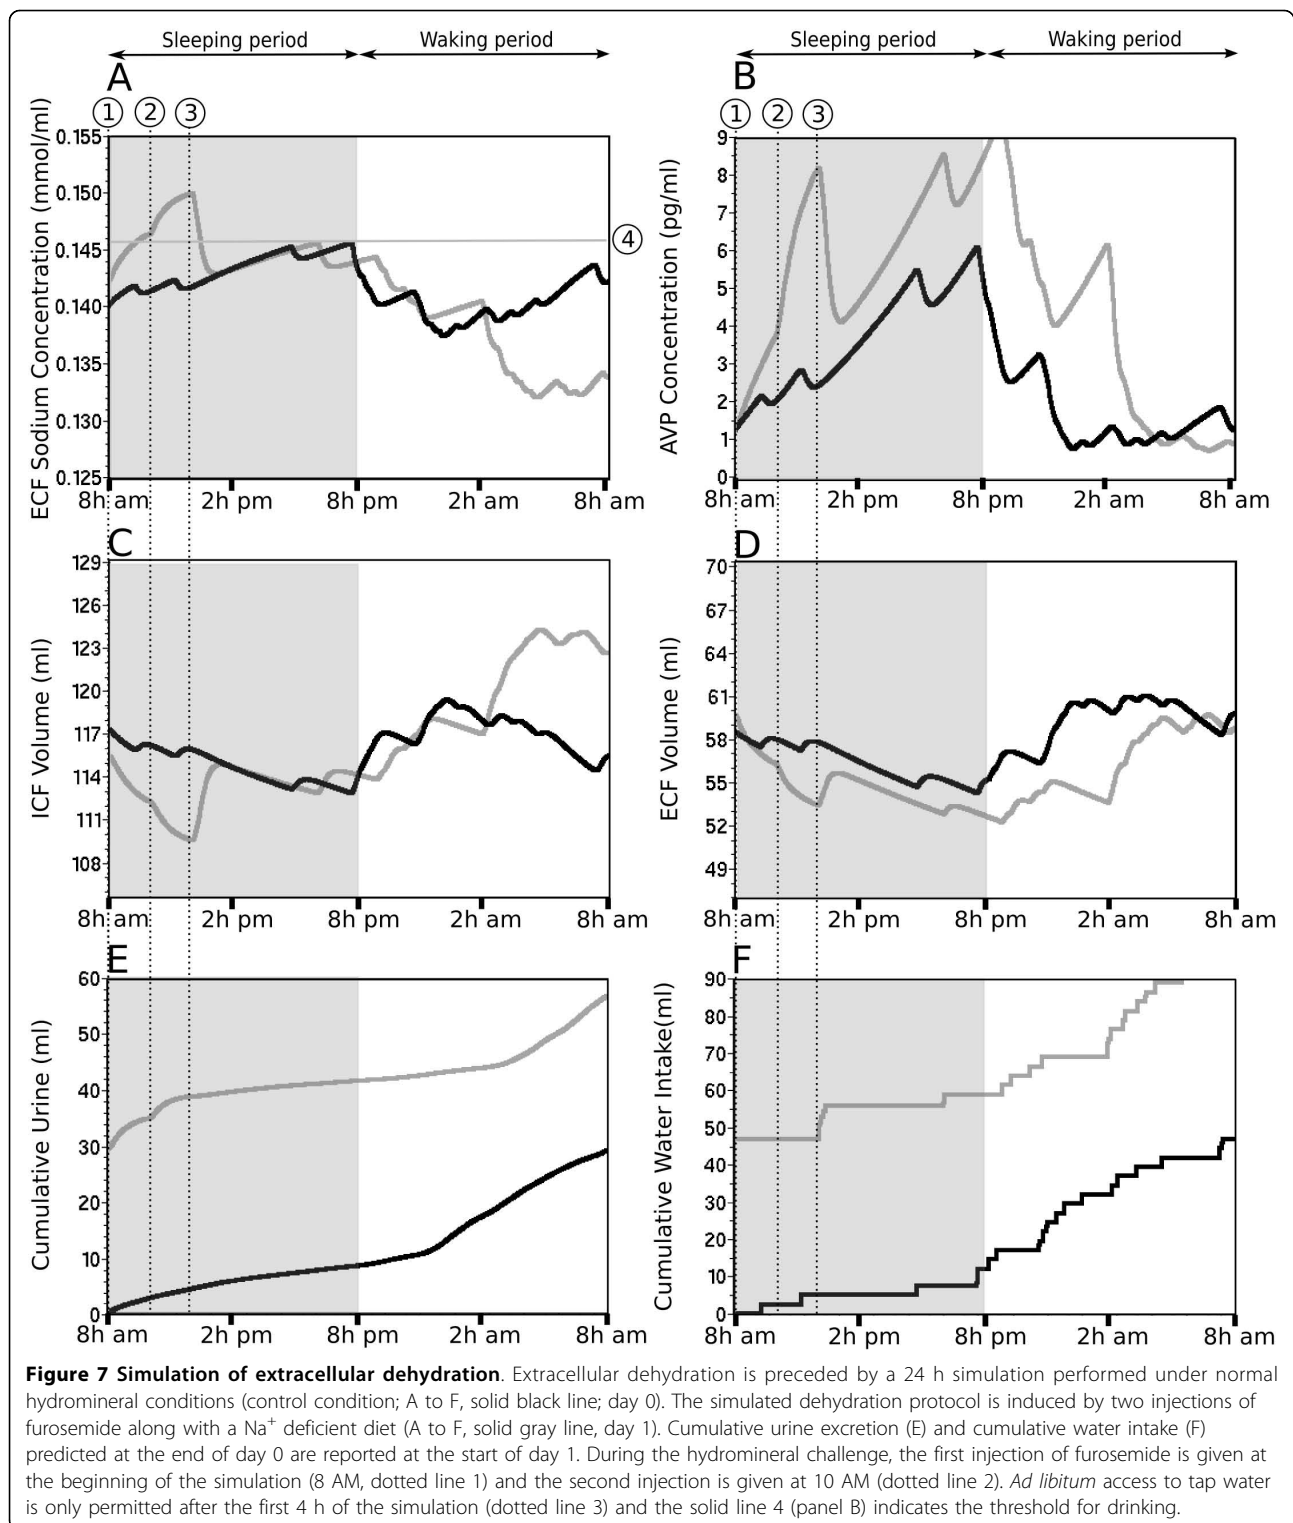 Sleeping period Waking period Sleeping period Waking period
A B
1 2 3 1 2 3
ECF Sodium Concentration (mmol/ml)
0.155
0.150
0.145
0.140
0.135
0.130
0.125
4
8h am 2h pm 8h pm 2h am 8h am
AVP Concentration (pg/ml)
9
8
7
6
5
4
3
2
1
0
8h am 2h pm 8h pm 2h am 8h am
C
ICF Volume (ml)
129
126
123
120
117
114
111
108
8h am 2h pm 8h pm 2h am 8h am
D
ECF Volume (ml)
70
67
64
61
58
55
52
49
8h am 2h pm 8h pm 2h am 8h am
E
Cumulative Urine (ml)
60
50
40
30
20
10
0
8h am 2h pm 8h pm 2h am 8h am
F
Cumulative Water Intake(ml)
90
80
70
60
50
40
30
20
10
0
8h am 2h pm 8h pm 2h am 8h am
Figure 7 Simulation of extracellular dehydration. Extracellular dehydration is preceded by a 24 h simulation performed under normal
hydromineral conditions (control condition; A to F, solid black line; day 0). The simulated dehydration protocol is induced by two injections of
furosemide along with a Na+ deficient diet (A to F, solid gray line, day 1). Cumulative urine excretion (E) and cumulative water intake (F)
predicted at the end of day 0 are reported at the start of day 1. During the hydromineral challenge, the first injection of furosemide is given at
the beginning of the simulation (8 AM, dotted line 1) and the second injection is given at 10 AM (dotted line 2). Ad libitum access to tap water
is only permitted after the first 4 h of the simulation (dotted line 3) and the solid line 4 (panel B) indicates the threshold for drinking.